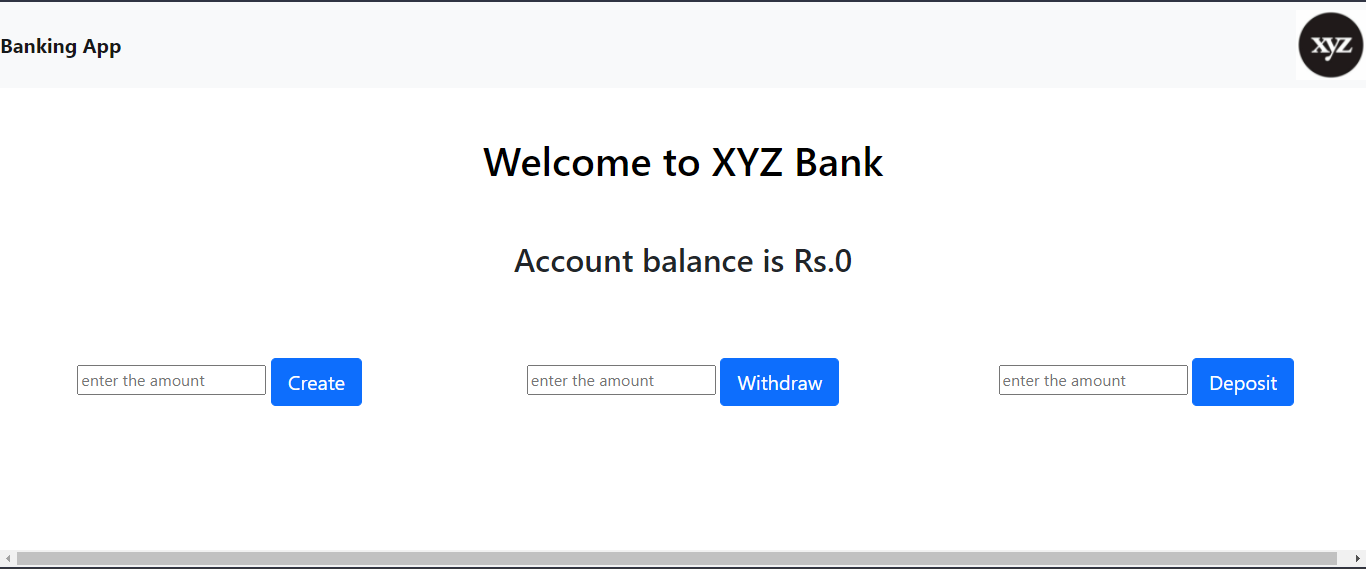 Banking App
xyz
Welcome to XYZ Bank
Account balance is Rs.0
enter the amount Create enter the amount Withdraw enter the amount Deposit